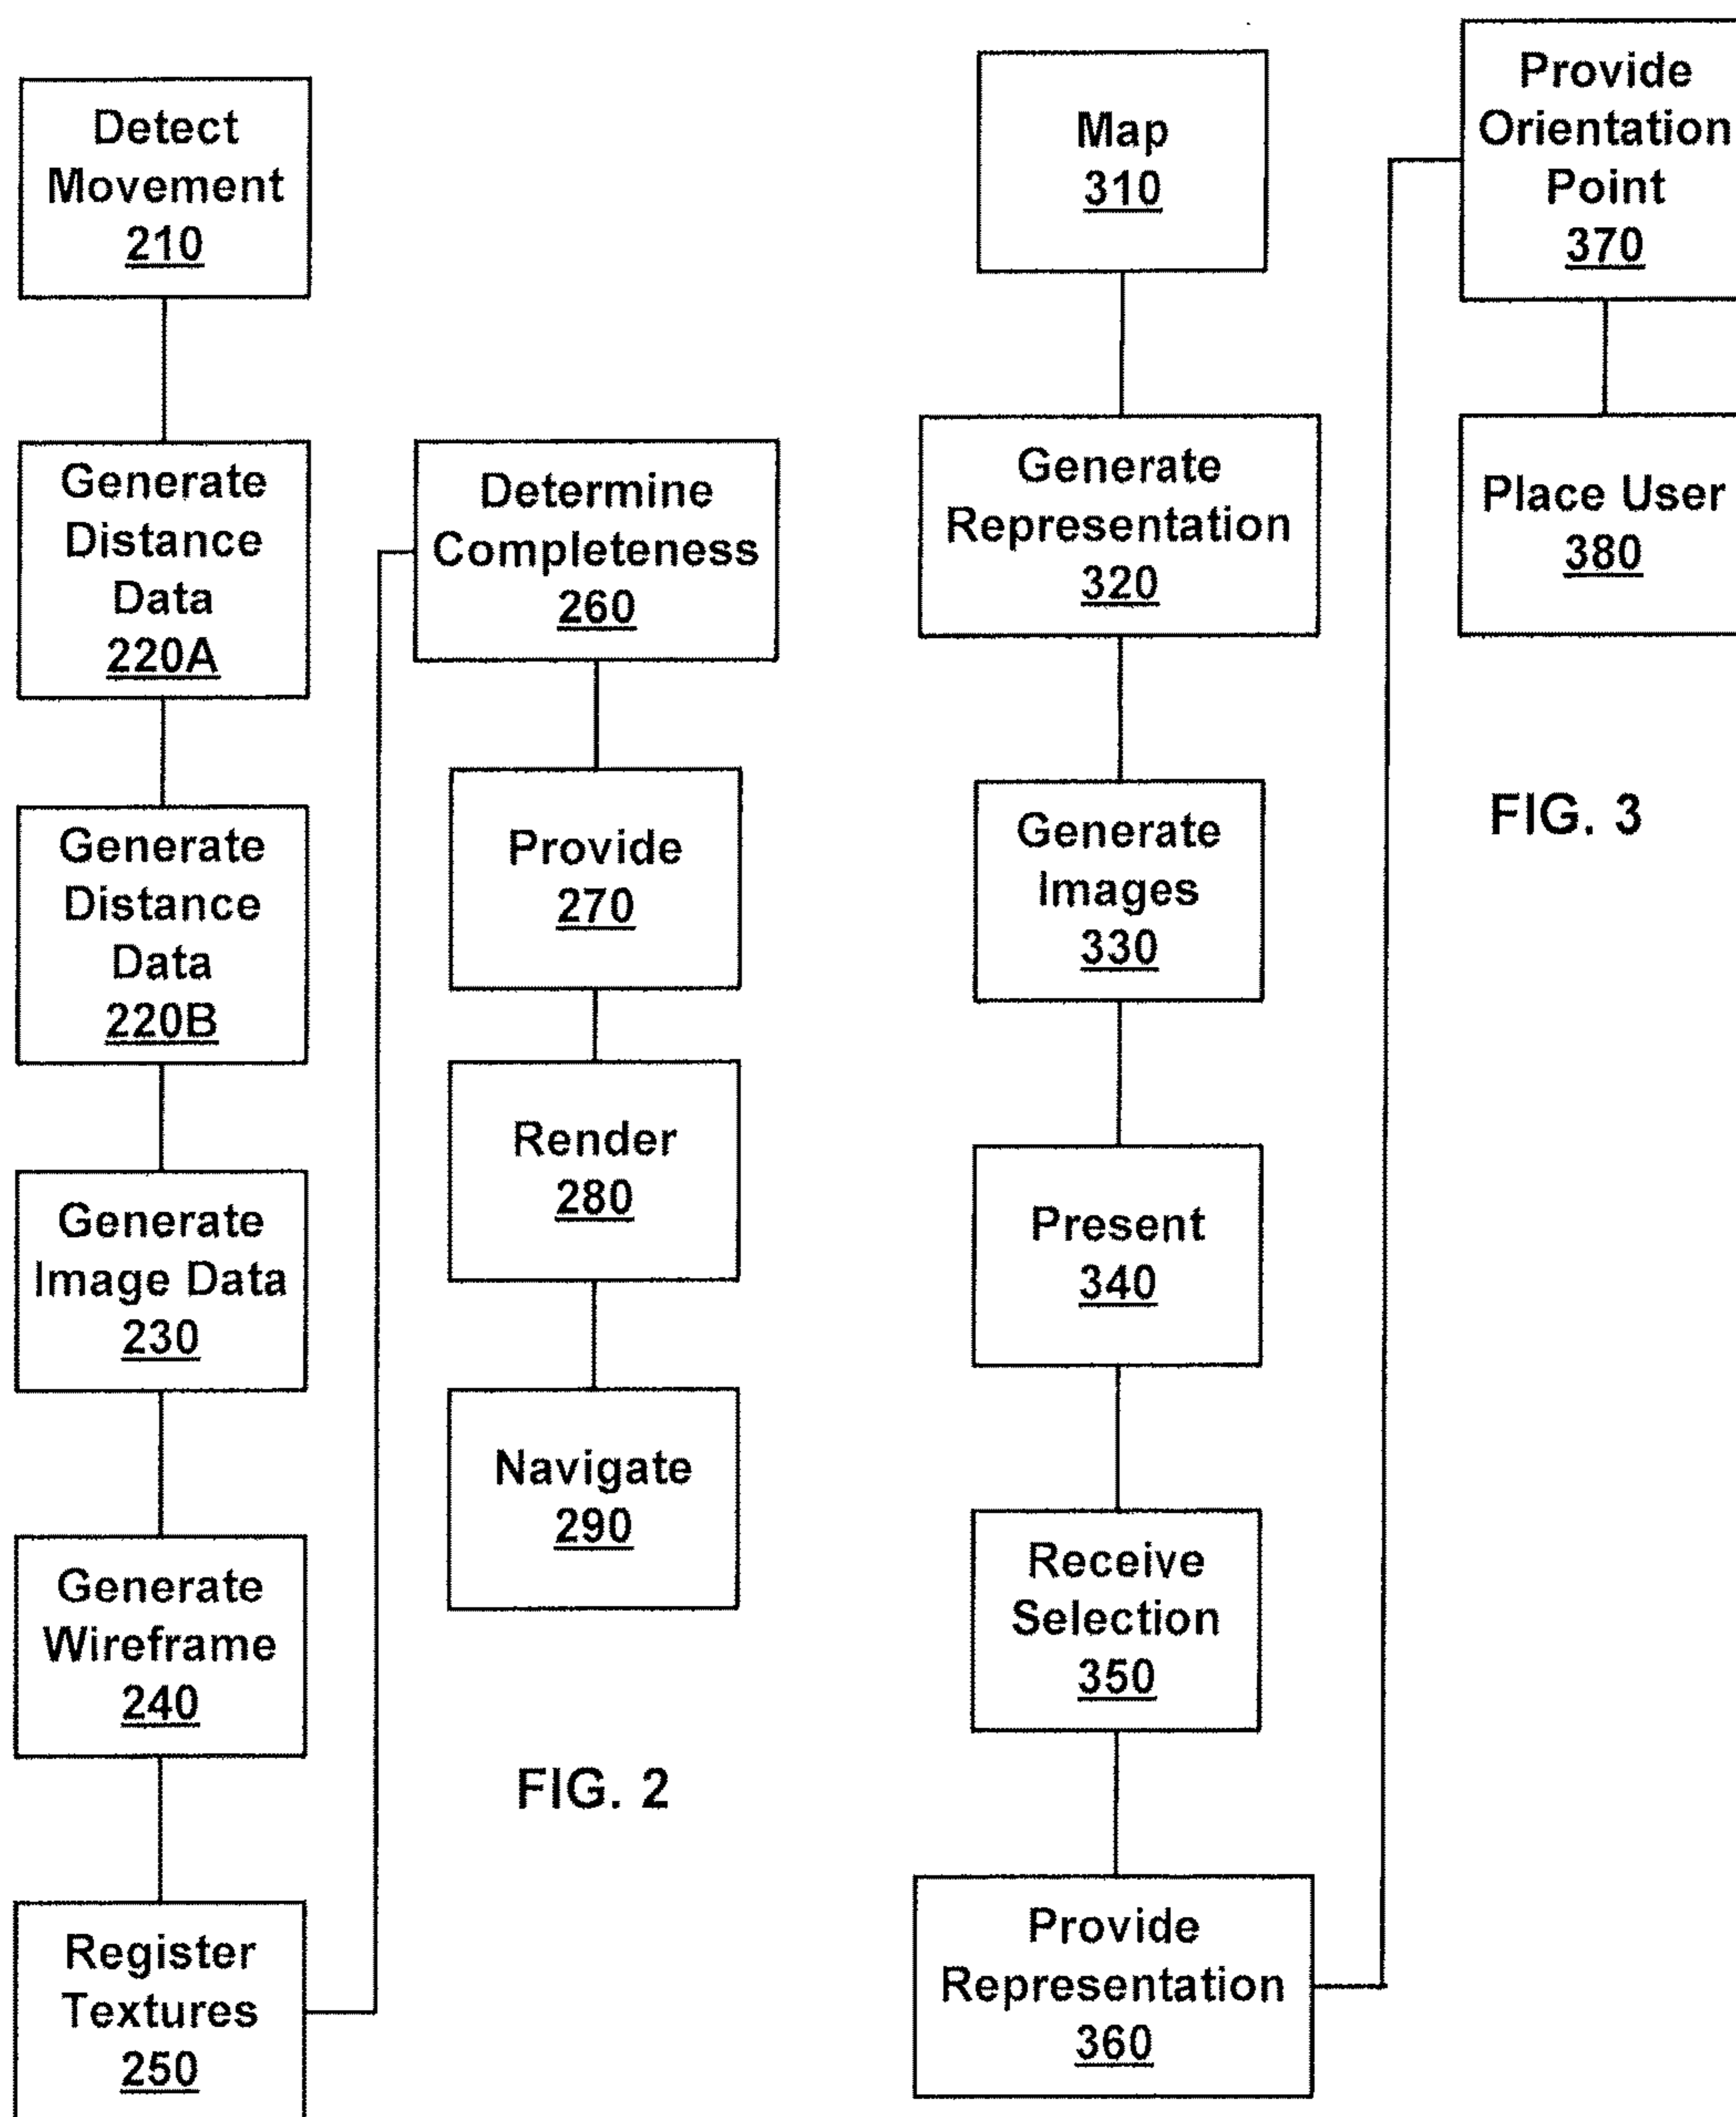 Detect
Movement
210
Generate
Distance
Data
220A
Generate
Distance
Data
220B
Generate
Image Data
230
Generate
Wireframe
240
Register
Textures
250
Determine
Completeness
260
Provide
270
Render
280
Navigate
290
FIG. 2
Map
310
Generate
Representation
320
Generate
Images
330
Present
340
Receive
Selection
350
Provide
Representation
360
Provide
Orientation
Point
370
Place User
380
FIG. 3